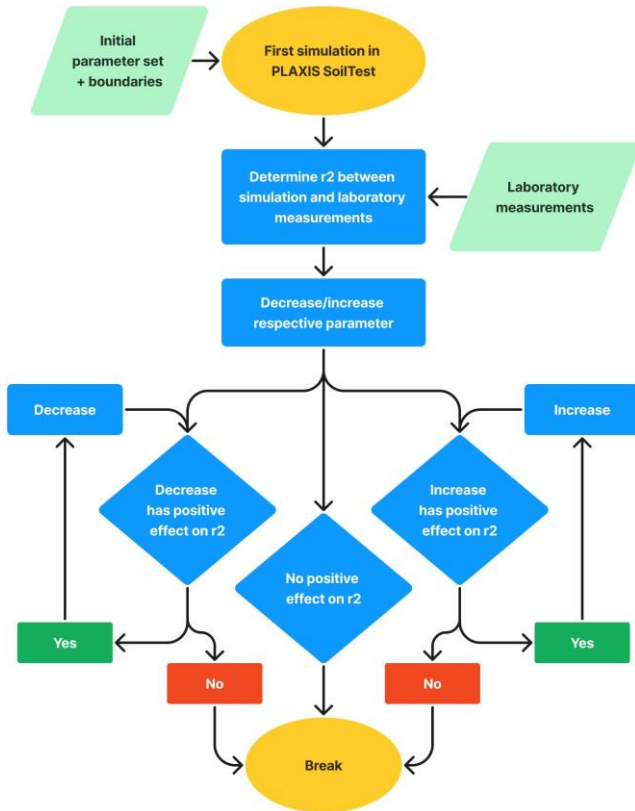 Initial
parameter set
+ boundaries
First simulation in
PLAXIS SoilTest
Determine r2 between
simulation and laboratory
measurements
Laboratory
measurements
Decrease/increase
respective parameter
Decrease
Increase
Decrease
has positive
effect on r2
Increase
has positive
effect on r2
No positive
effect on r2
Yes
Yes
No
No
Break